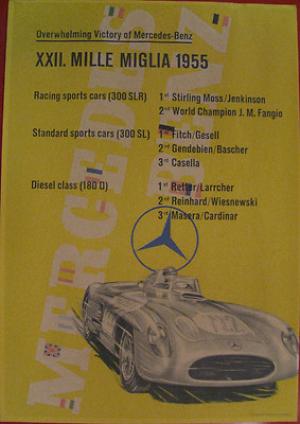 Overwhelming Victory of Mercedes-Benz
XXII. MILLE MIGLIA 1955
Racing sports cars (300 SLR) 1st Stirling Moss/Jenkinson
2nd World Champion J. M. Fangio
Standard sports cars (300 SL) 1st Fitch/Gesell
2nd Gendebien/Bascher
3rd Casella
Diesel class (180 D) 1st Retter/Larrcher
2nd Reinhard/Wiesnewski
3rd Masera/Cardinar
MERCEDES
BENZ
722